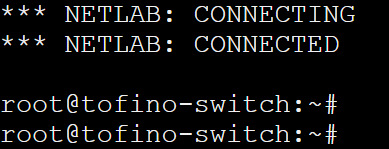 *** NETLAB: CONNECTING
*** NETLAB: CONNECTED
root@tofino-switch:~#
root@tofino-switch:~#